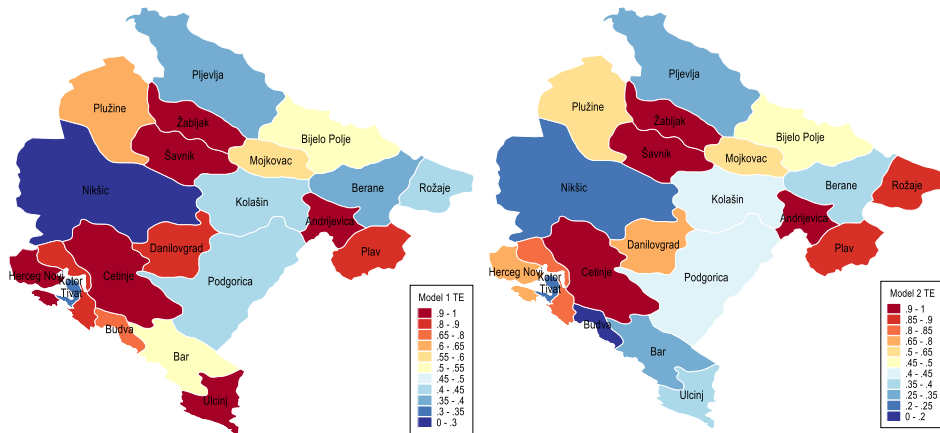 Pljevlja
Plužine
Žabljak
Bijelo Polje
Šavnik
Mojkovac
Nikšic
Berane
Rožaje
Kolašin
Andrijevica
Danilovgrad
Plav
Herceg Novi
Cetinje
Kotor
Tivat
Podgorica
Budva
Bar
Ulcinj
Model 1 TE
.9 - 1
.8 - .9
.65 - .8
.6 - .65
.55 - .6
.5 - .55
.45 - .5
.4 - .45
.35 - .4
.3 - .35
0 - .3
Pljevlja
Plužine
Žabljak
Bijelo Polje
Šavnik
Mojkovac
Nikšic
Berane
Rožaje
Kolašin
Andrijevica
Danilovgrad
Plav
Herceg Novi
Cetinje
Kotor
Tivat
Podgorica
Budva
Bar
Ulcinj
Model 2 TE
.9 - 1
.85 - .9
.65 - .85
.65 - .8
.5 - .65
.45 - .5
.4 - .45
.35 - .4
.25 - .35
.2 - .25
0 - .2